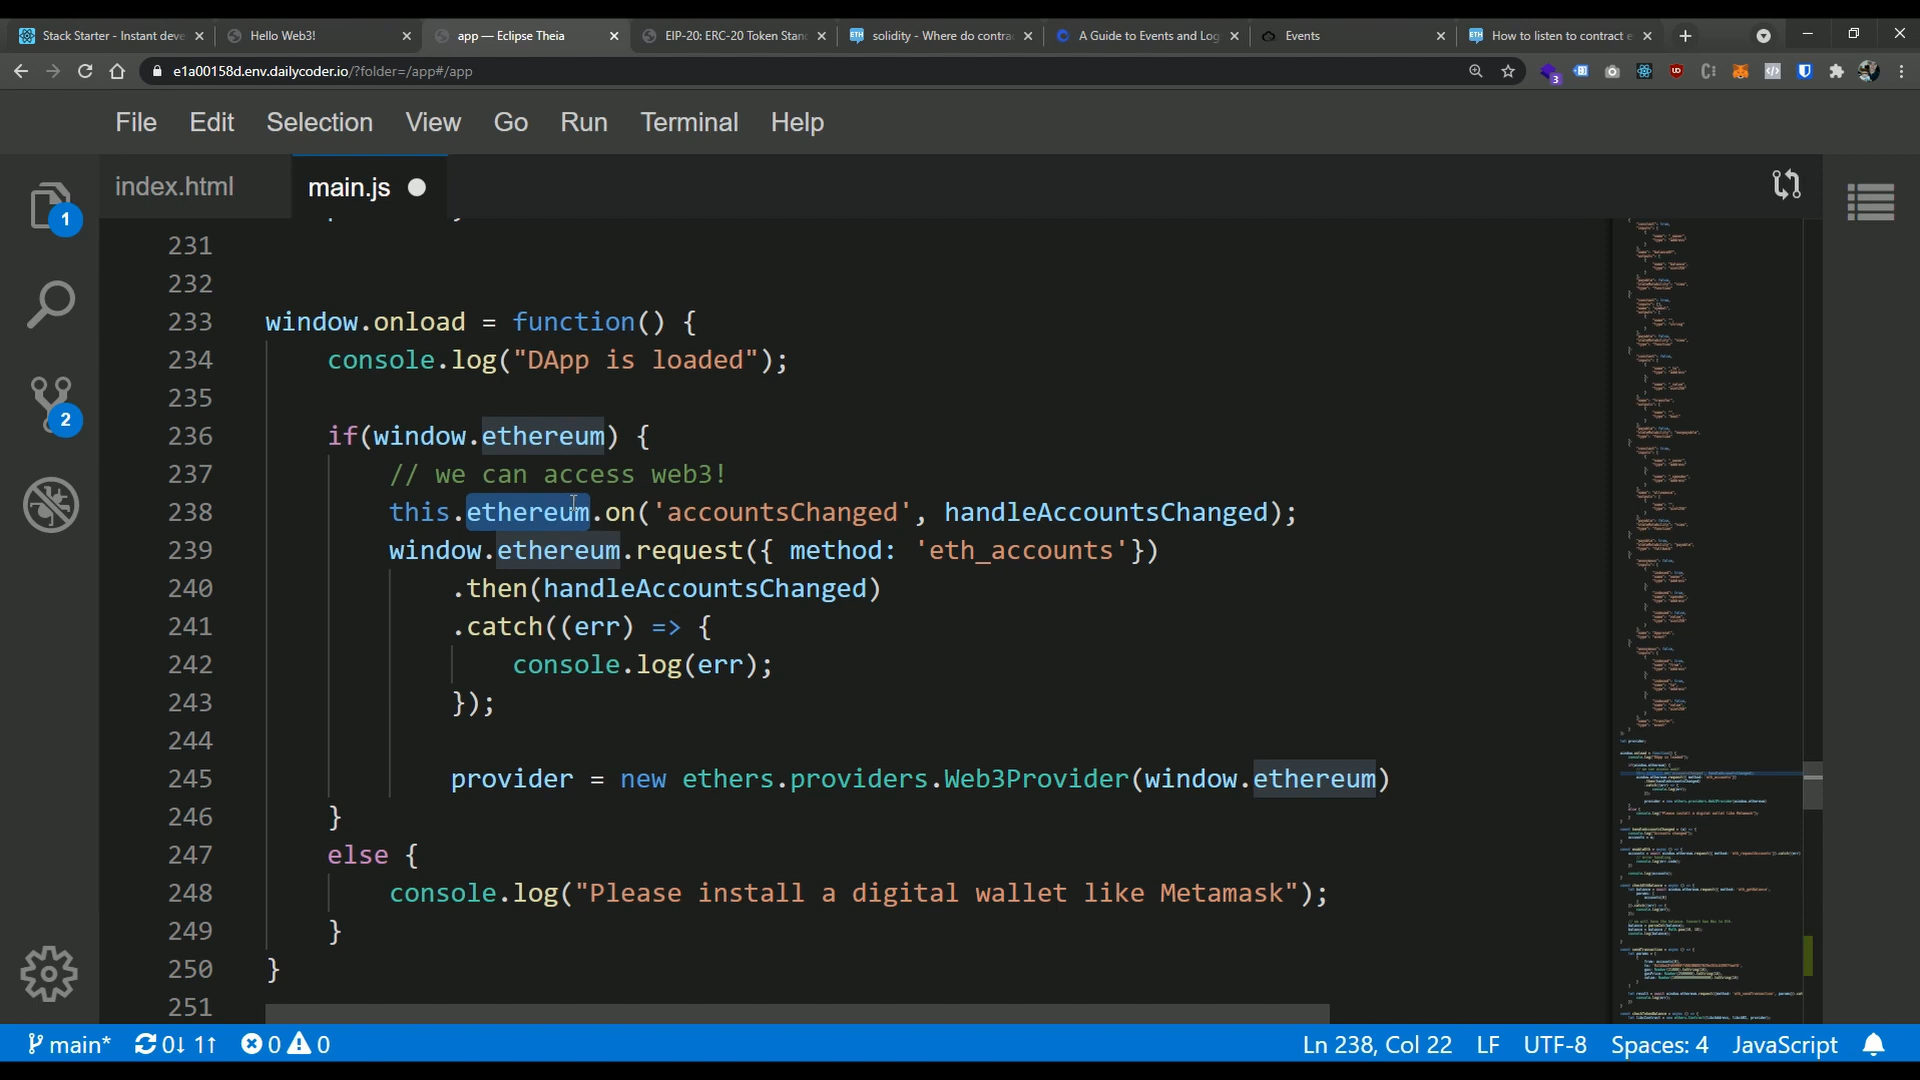 Stack Starter - Instant deve
Hello Web3!
app — Eclipse Theia
EIP-20: ERC-20 Token Stan
solidity - Where do contra
A Guide to Events and Log
Events
How to listen to contract e
e1a00158d.env.dailycoder.io/?folder=/app#/app
3
File Edit Selection View Go Run Terminal Help
index.html
main.js
1
2
231
232
233 window.onload = function() {
234 console.log("DApp is loaded");
235
236 if(window.ethereum) {
237 // we can access web3!
238 this.ethereum.on('accountsChanged', handleAccountsChanged);
239 window.ethereum.request({ method: 'eth_accounts'})
240 .then(handleAccountsChanged)
241 .catch((err) => {
242 console.log(err);
243 });
244
245 provider = new ethers.providers.Web3Provider(window.ethereum)
246 }
247 else {
248 console.log("Please install a digital wallet like Metamask");
249 }
250 }
251
main* 0↓ 1↑ 0 0
Ln 238, Col 22 LF UTF-8 Spaces: 4 JavaScript